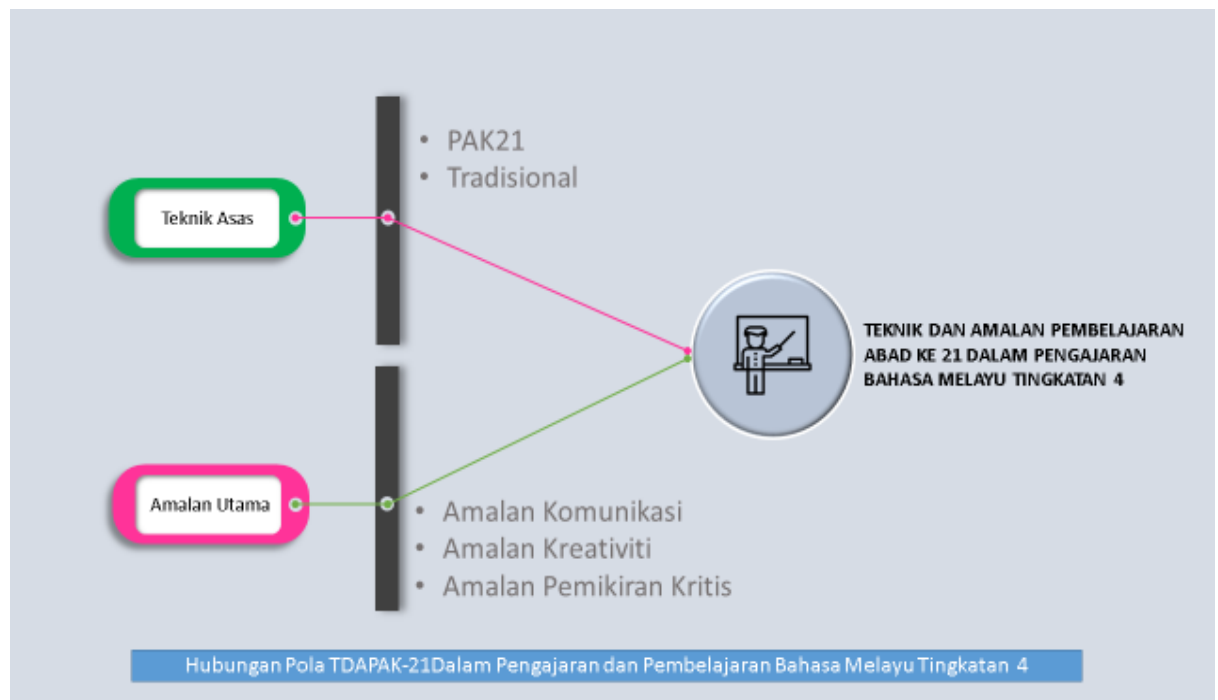 • PAK21
• Tradisional
Teknik Asas
TEKNIK DAN AMALAN PEMBELAJARAN
ABAD KE 21 DALAM PENGAJARAN
BAHASA MELAYU TINGKATAN 4
Amalan Utama
• Amalan Komunikasi
• Amalan Kreativiti
• Amalan Pemikiran Kritis
Hubungan Pola TDAPAK-21Dalam Pengajaran dan Pembelajaran Bahasa Melayu Tingkatan 4